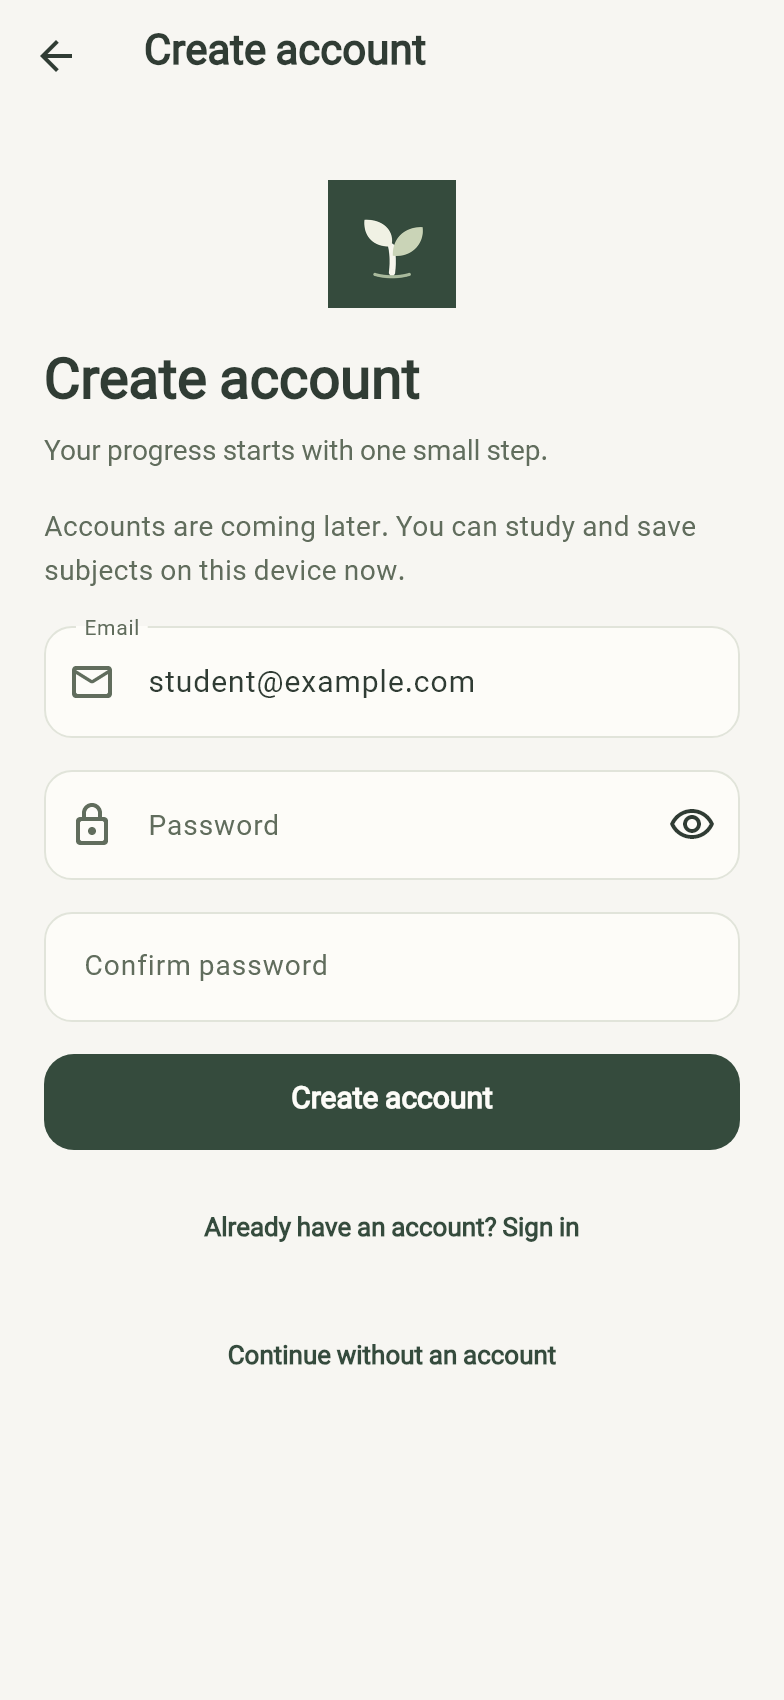 Create account
Create account
Your progress starts with one small step.
Accounts are coming later. You can study and save
subjects on this device now.
Email
student@example.com
Password
Confirm password
Create account
Already have an account? Sign in
Continue without an account